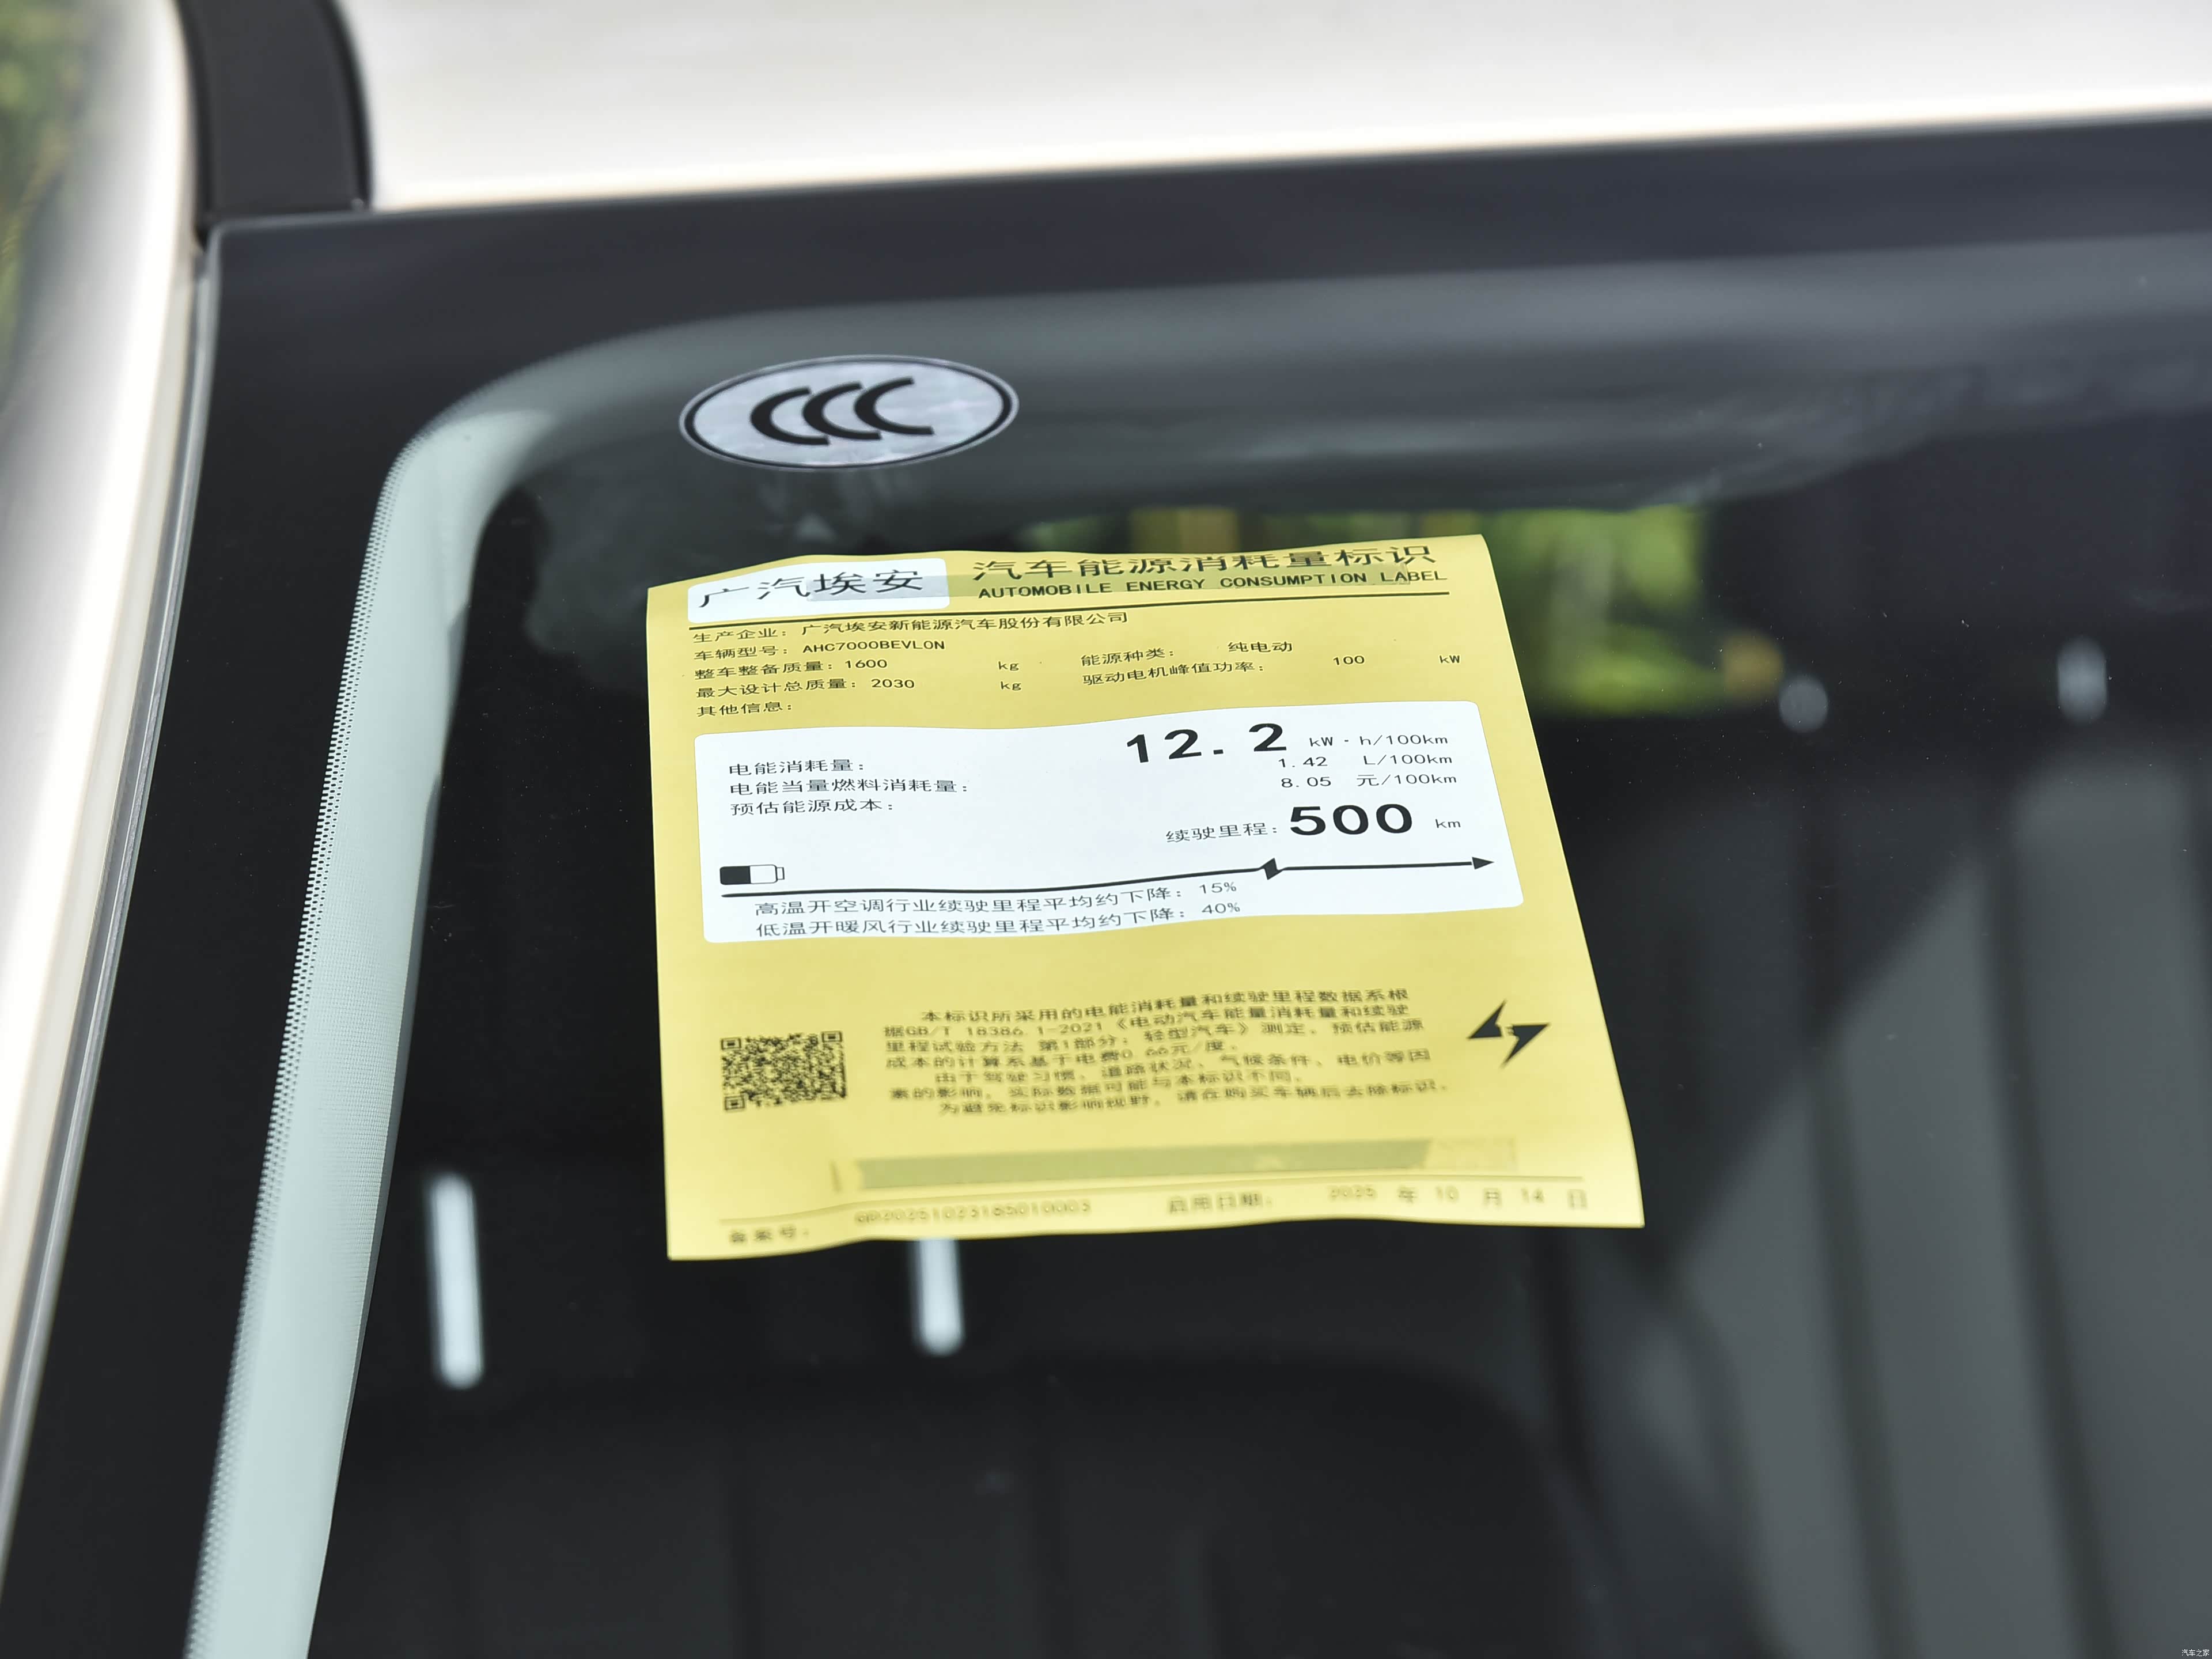 CCC
广汽埃安 汽车能源消耗量标识
AUTOMOBILE ENERGY CONSUMPTION LABEL
生产企业：广汽埃安新能源汽车股份有限公司
车辆型号：AHC7000BEVL0N
整车整备质量：1600 kg 能源种类： 纯电动
最大设计总质量：2030 kg 驱动电机峰值功率： 100 kW
其他信息：
电能消耗量： 12.2 kW·h/100km
电能当量燃料消耗量： 1.42 L/100km
预估能源成本： 8.05 元/100km
续驶里程：500 km
高温开空调行业续驶里程平均约下降：15%
低温开暖风行业续驶里程平均约下降：40%
本标识所采用的电能消耗量和续驶里程数据系根
据GB/T 18386.1-2021《电动汽车能量消耗量和续驶
里程试验方法 第1部分：轻型汽车》测定，预估能源
成本的计算系基于电费0.66元/度。
由于驾驶习惯、道路状况、气候条件、电价等因
素的影响，实际数据可能与本标识不同。
为避免标识影响视野，请在购买车辆后去除标识。
备案号： 启用日期： 2025 年 10 月 14 日
汽车之家